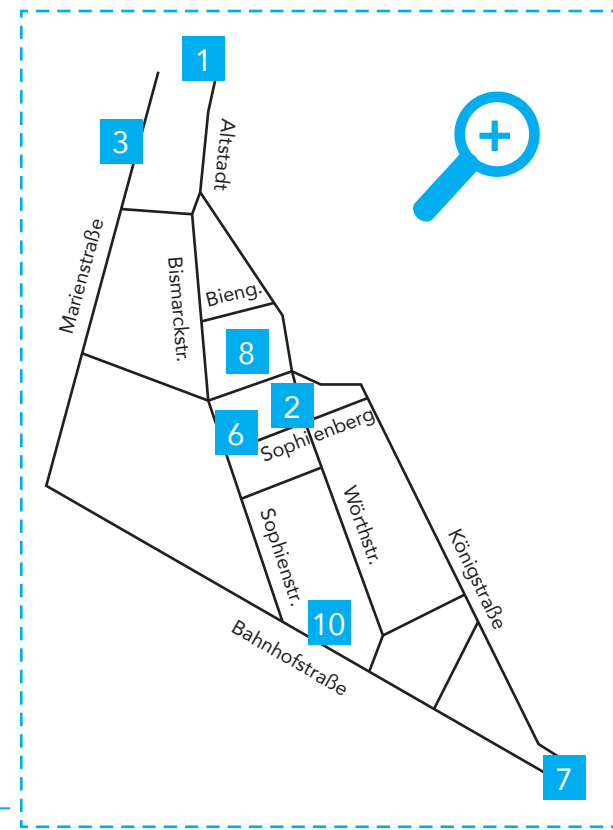 1
3
Altstadt
Marienstraße
Bismarckstr.
Bieng.
8
2
6
Sophienberg
Wörthstr.
Sophienstr.
Königstraße
10
Bahnhofstraße
7